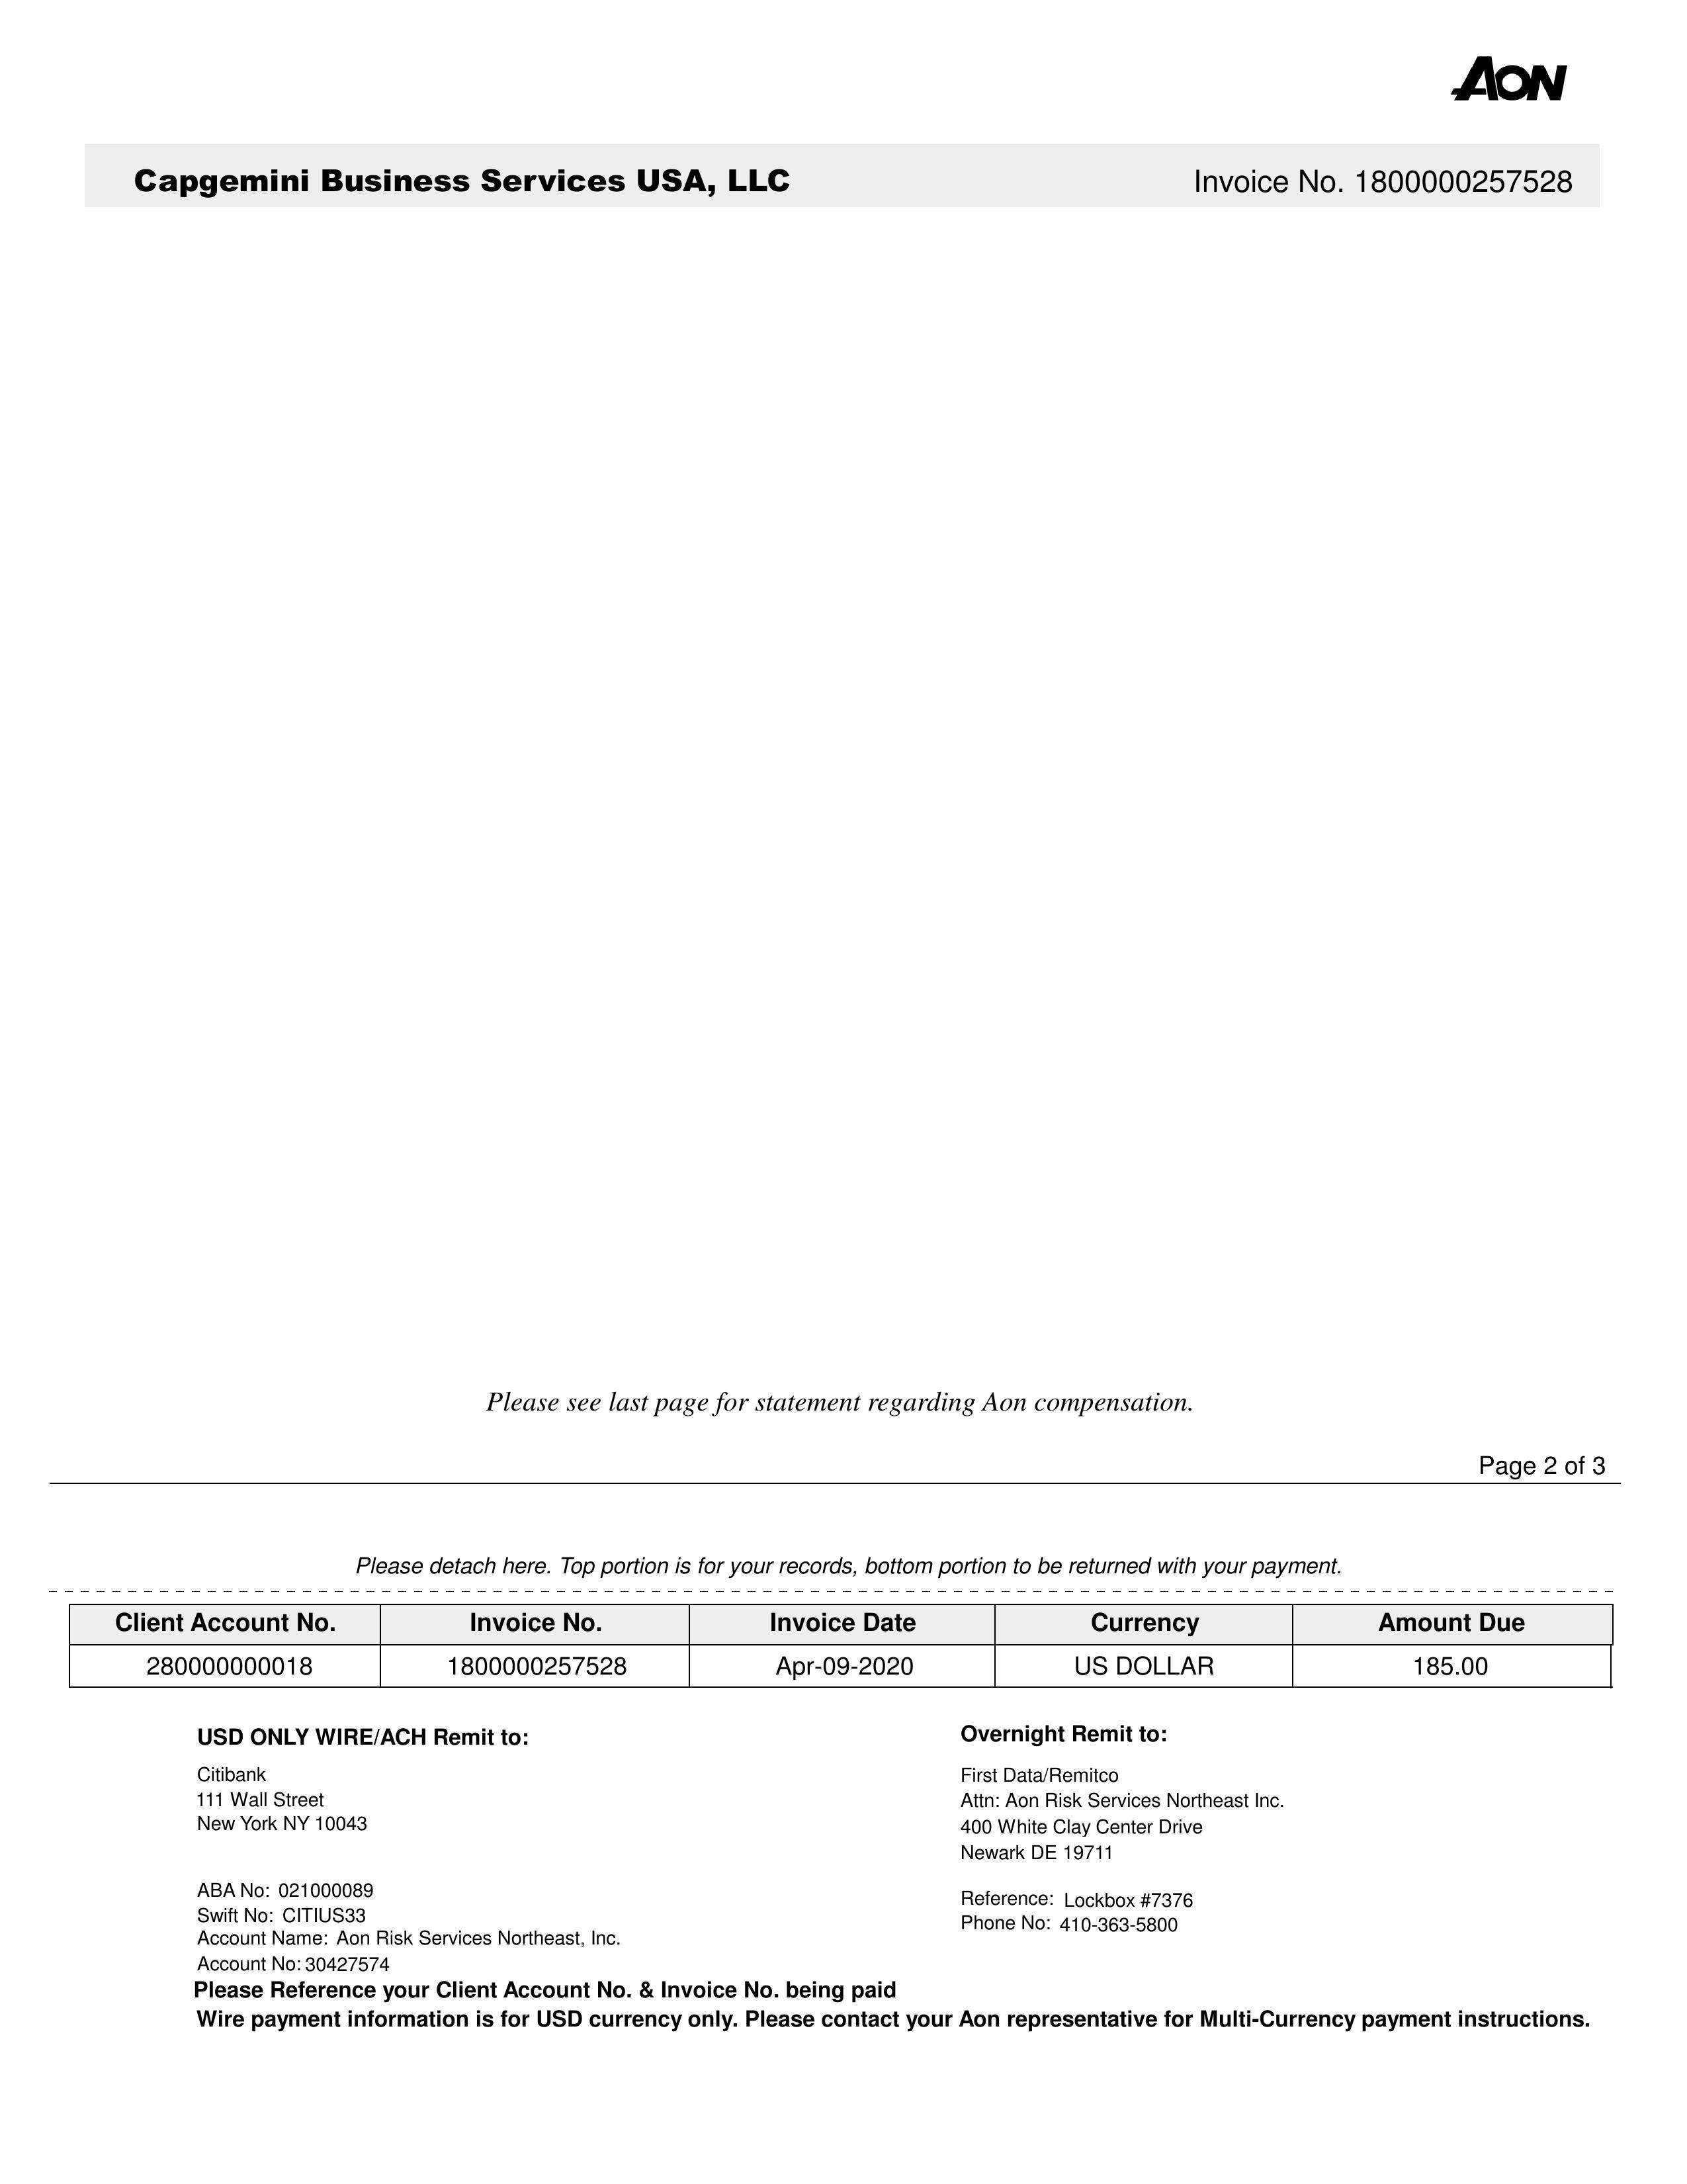 AON
Capgemini Business Services USA, LLC Invoice No. 1800000257528
Please see last page for statement regarding Aon compensation.
Page 2 of 3
Please detach here. Top portion is for your records, bottom portion to be returned with your payment.
Client Account No. Invoice No. Invoice Date Currency Amount Due
280000000018 1800000257528 Apr-09-2020 US DOLLAR 185.00
USD ONLY WIRE/ACH Remit to:
Citibank
111 Wall Street
New York NY 10043
ABA No: 021000089
Swift No: CITIUS33
Account Name: Aon Risk Services Northeast, Inc.
Account No: 30427574
Overnight Remit to:
First Data/Remitco
Attn: Aon Risk Services Northeast Inc.
400 White Clay Center Drive
Newark DE 19711
Reference: Lockbox #7376
Phone No: 410-363-5800
Please Reference your Client Account No. & Invoice No. being paid
Wire payment information is for USD currency only. Please contact your Aon representative for Multi-Currency payment instructions.